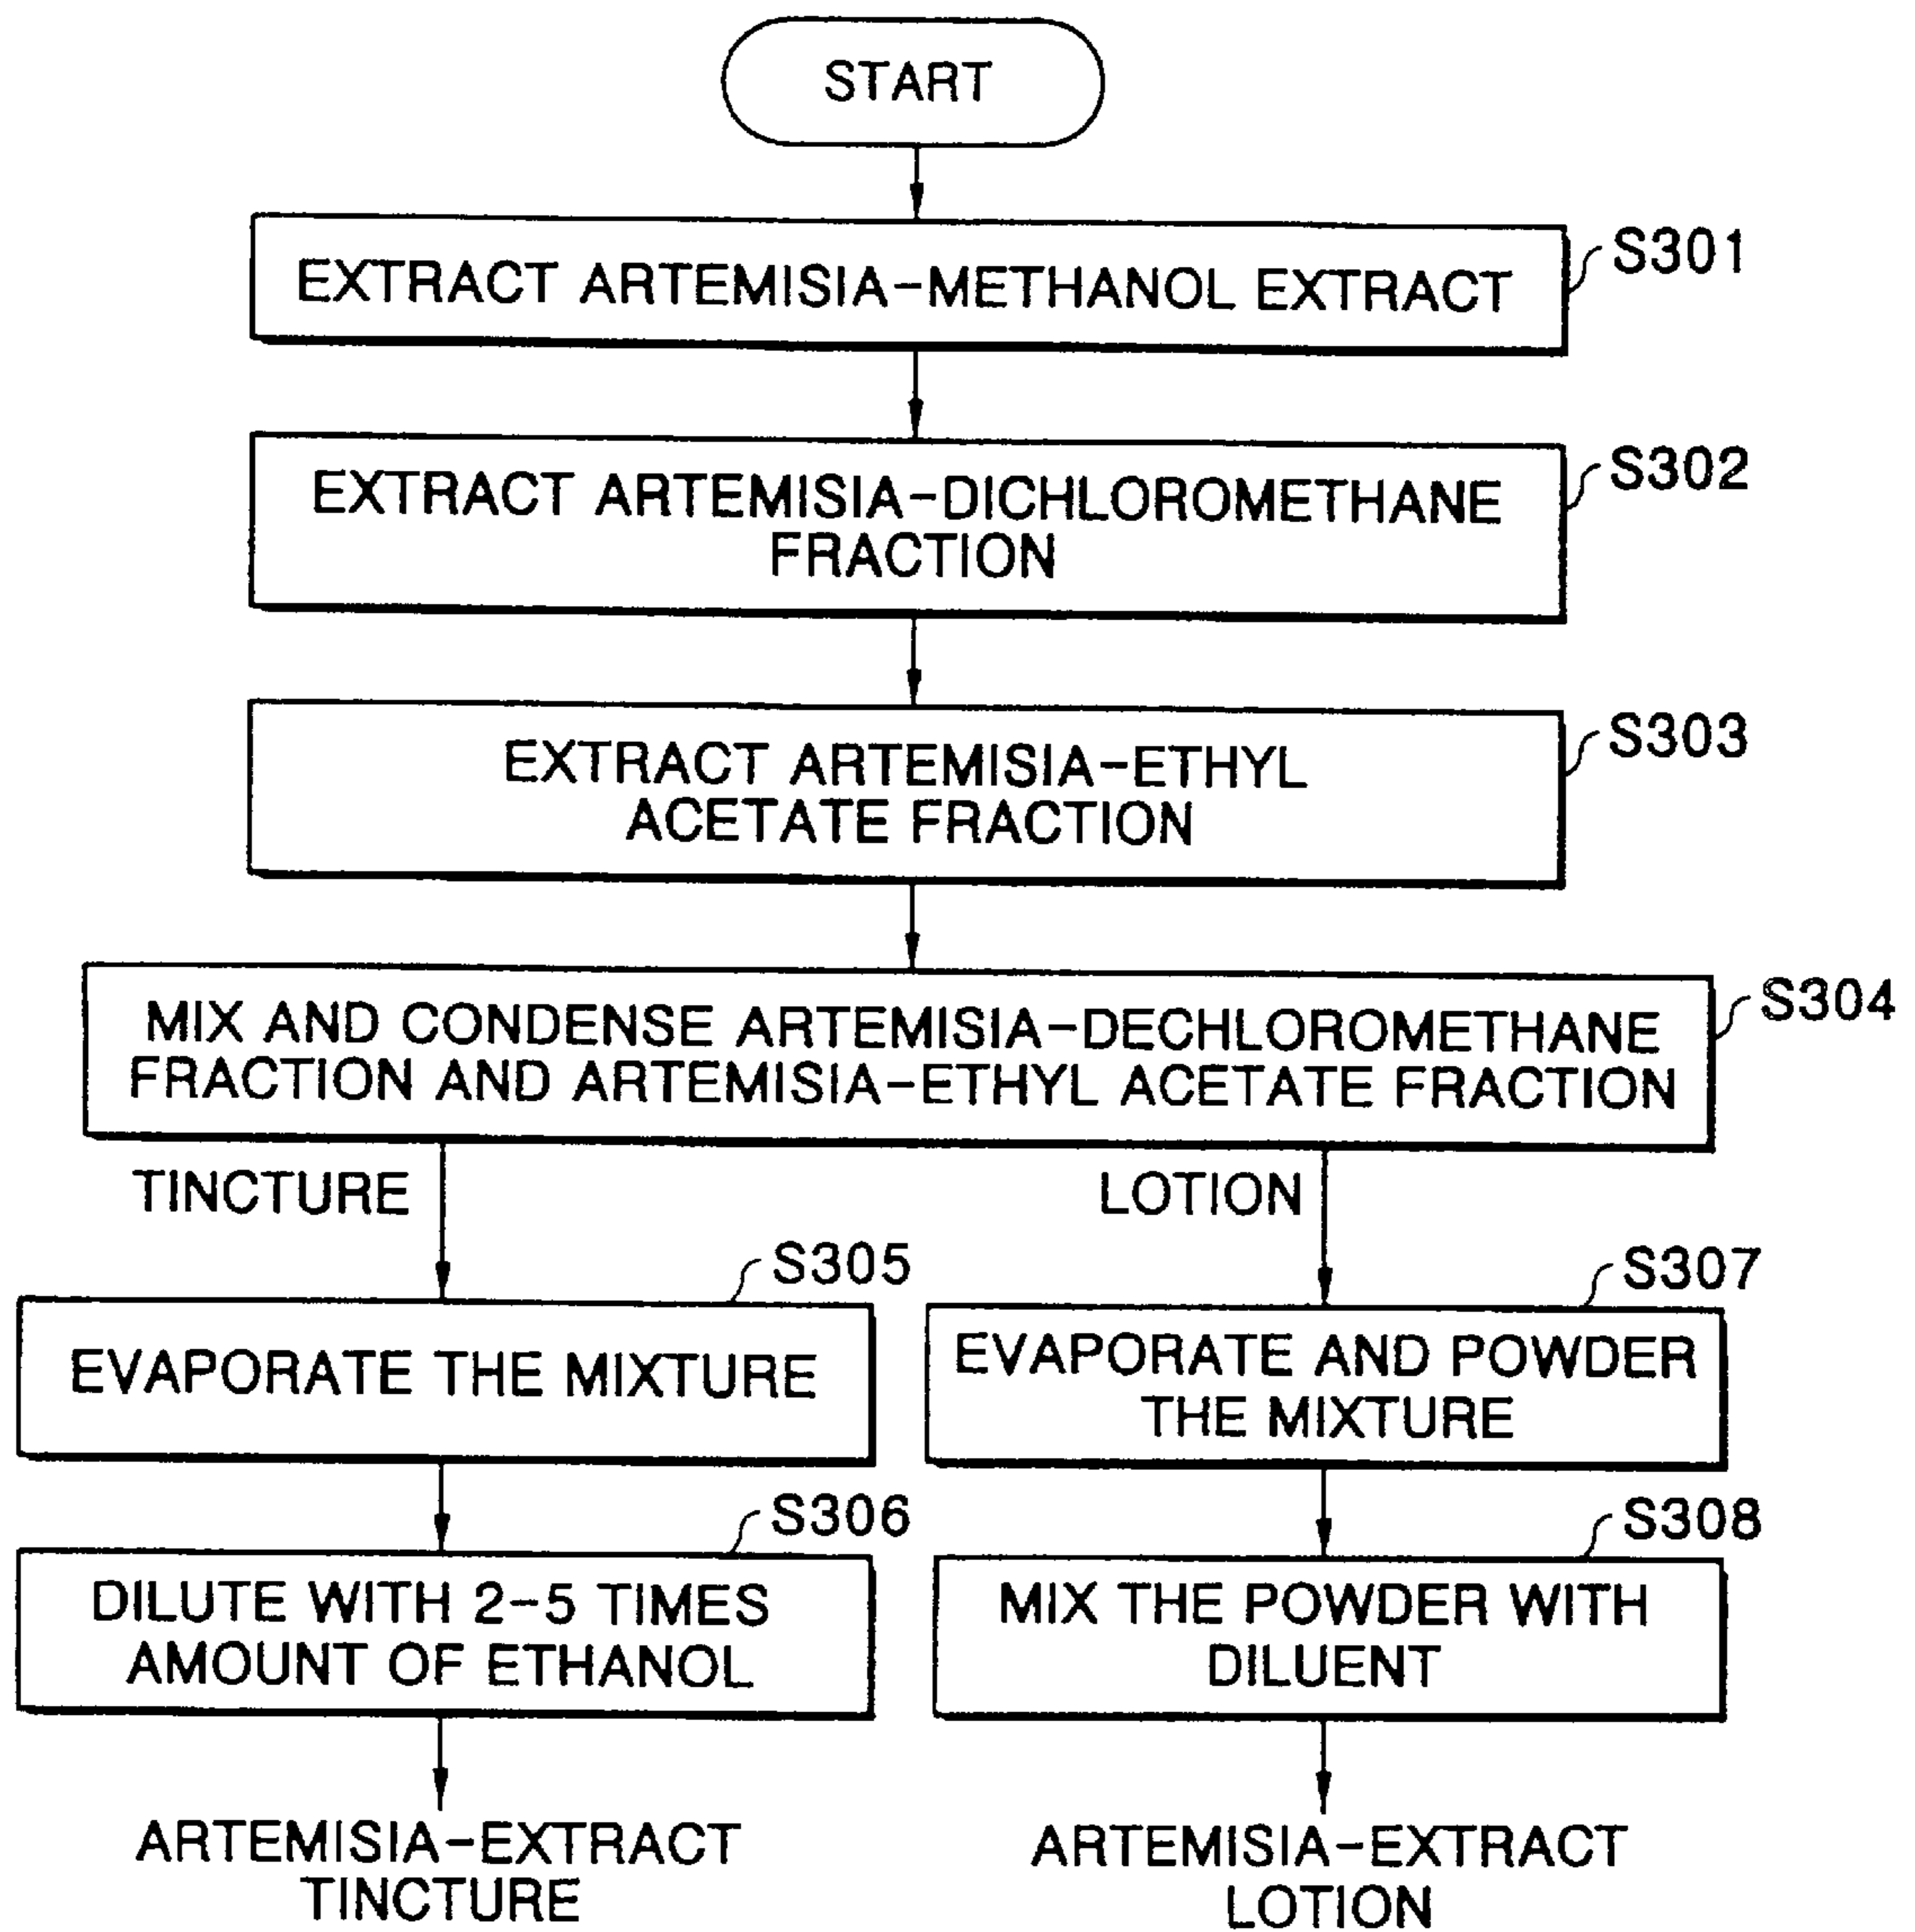 START
EXTRACT ARTEMISIA-METHANOL EXTRACT
S301
EXTRACT ARTEMISIA-DICHLOROMETHANE
FRACTION
S302
EXTRACT ARTEMISIA-ETHYL
ACETATE FRACTION
S303
MIX AND CONDENSE ARTEMISIA-DECHLOROMETHANE
FRACTION AND ARTEMISIA-ETHYL ACETATE FRACTION
S304
TINCTURE
LOTION
S305
EVAPORATE THE MIXTURE
S307
EVAPORATE AND POWDER
THE MIXTURE
S306
DILUTE WITH 2-5 TIMES
AMOUNT OF ETHANOL
S308
MIX THE POWDER WITH
DILUENT
ARTEMISIA-EXTRACT
TINCTURE
ARTEMISIA-EXTRACT
LOTION